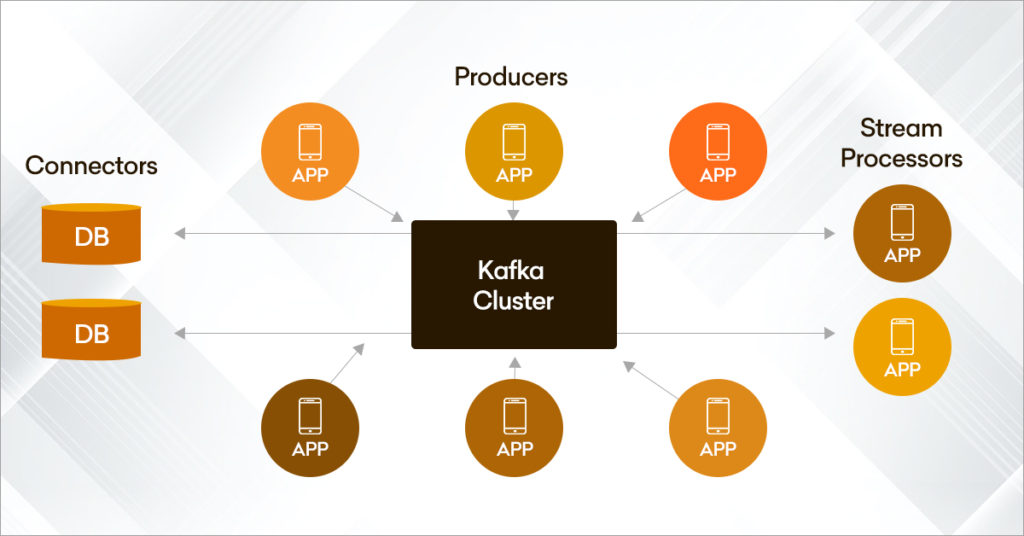 Producers
Connectors
Stream
Processors
APP
APP
APP
DB
APP
Kafka
Cluster
DB
APP
APP
APP
APP